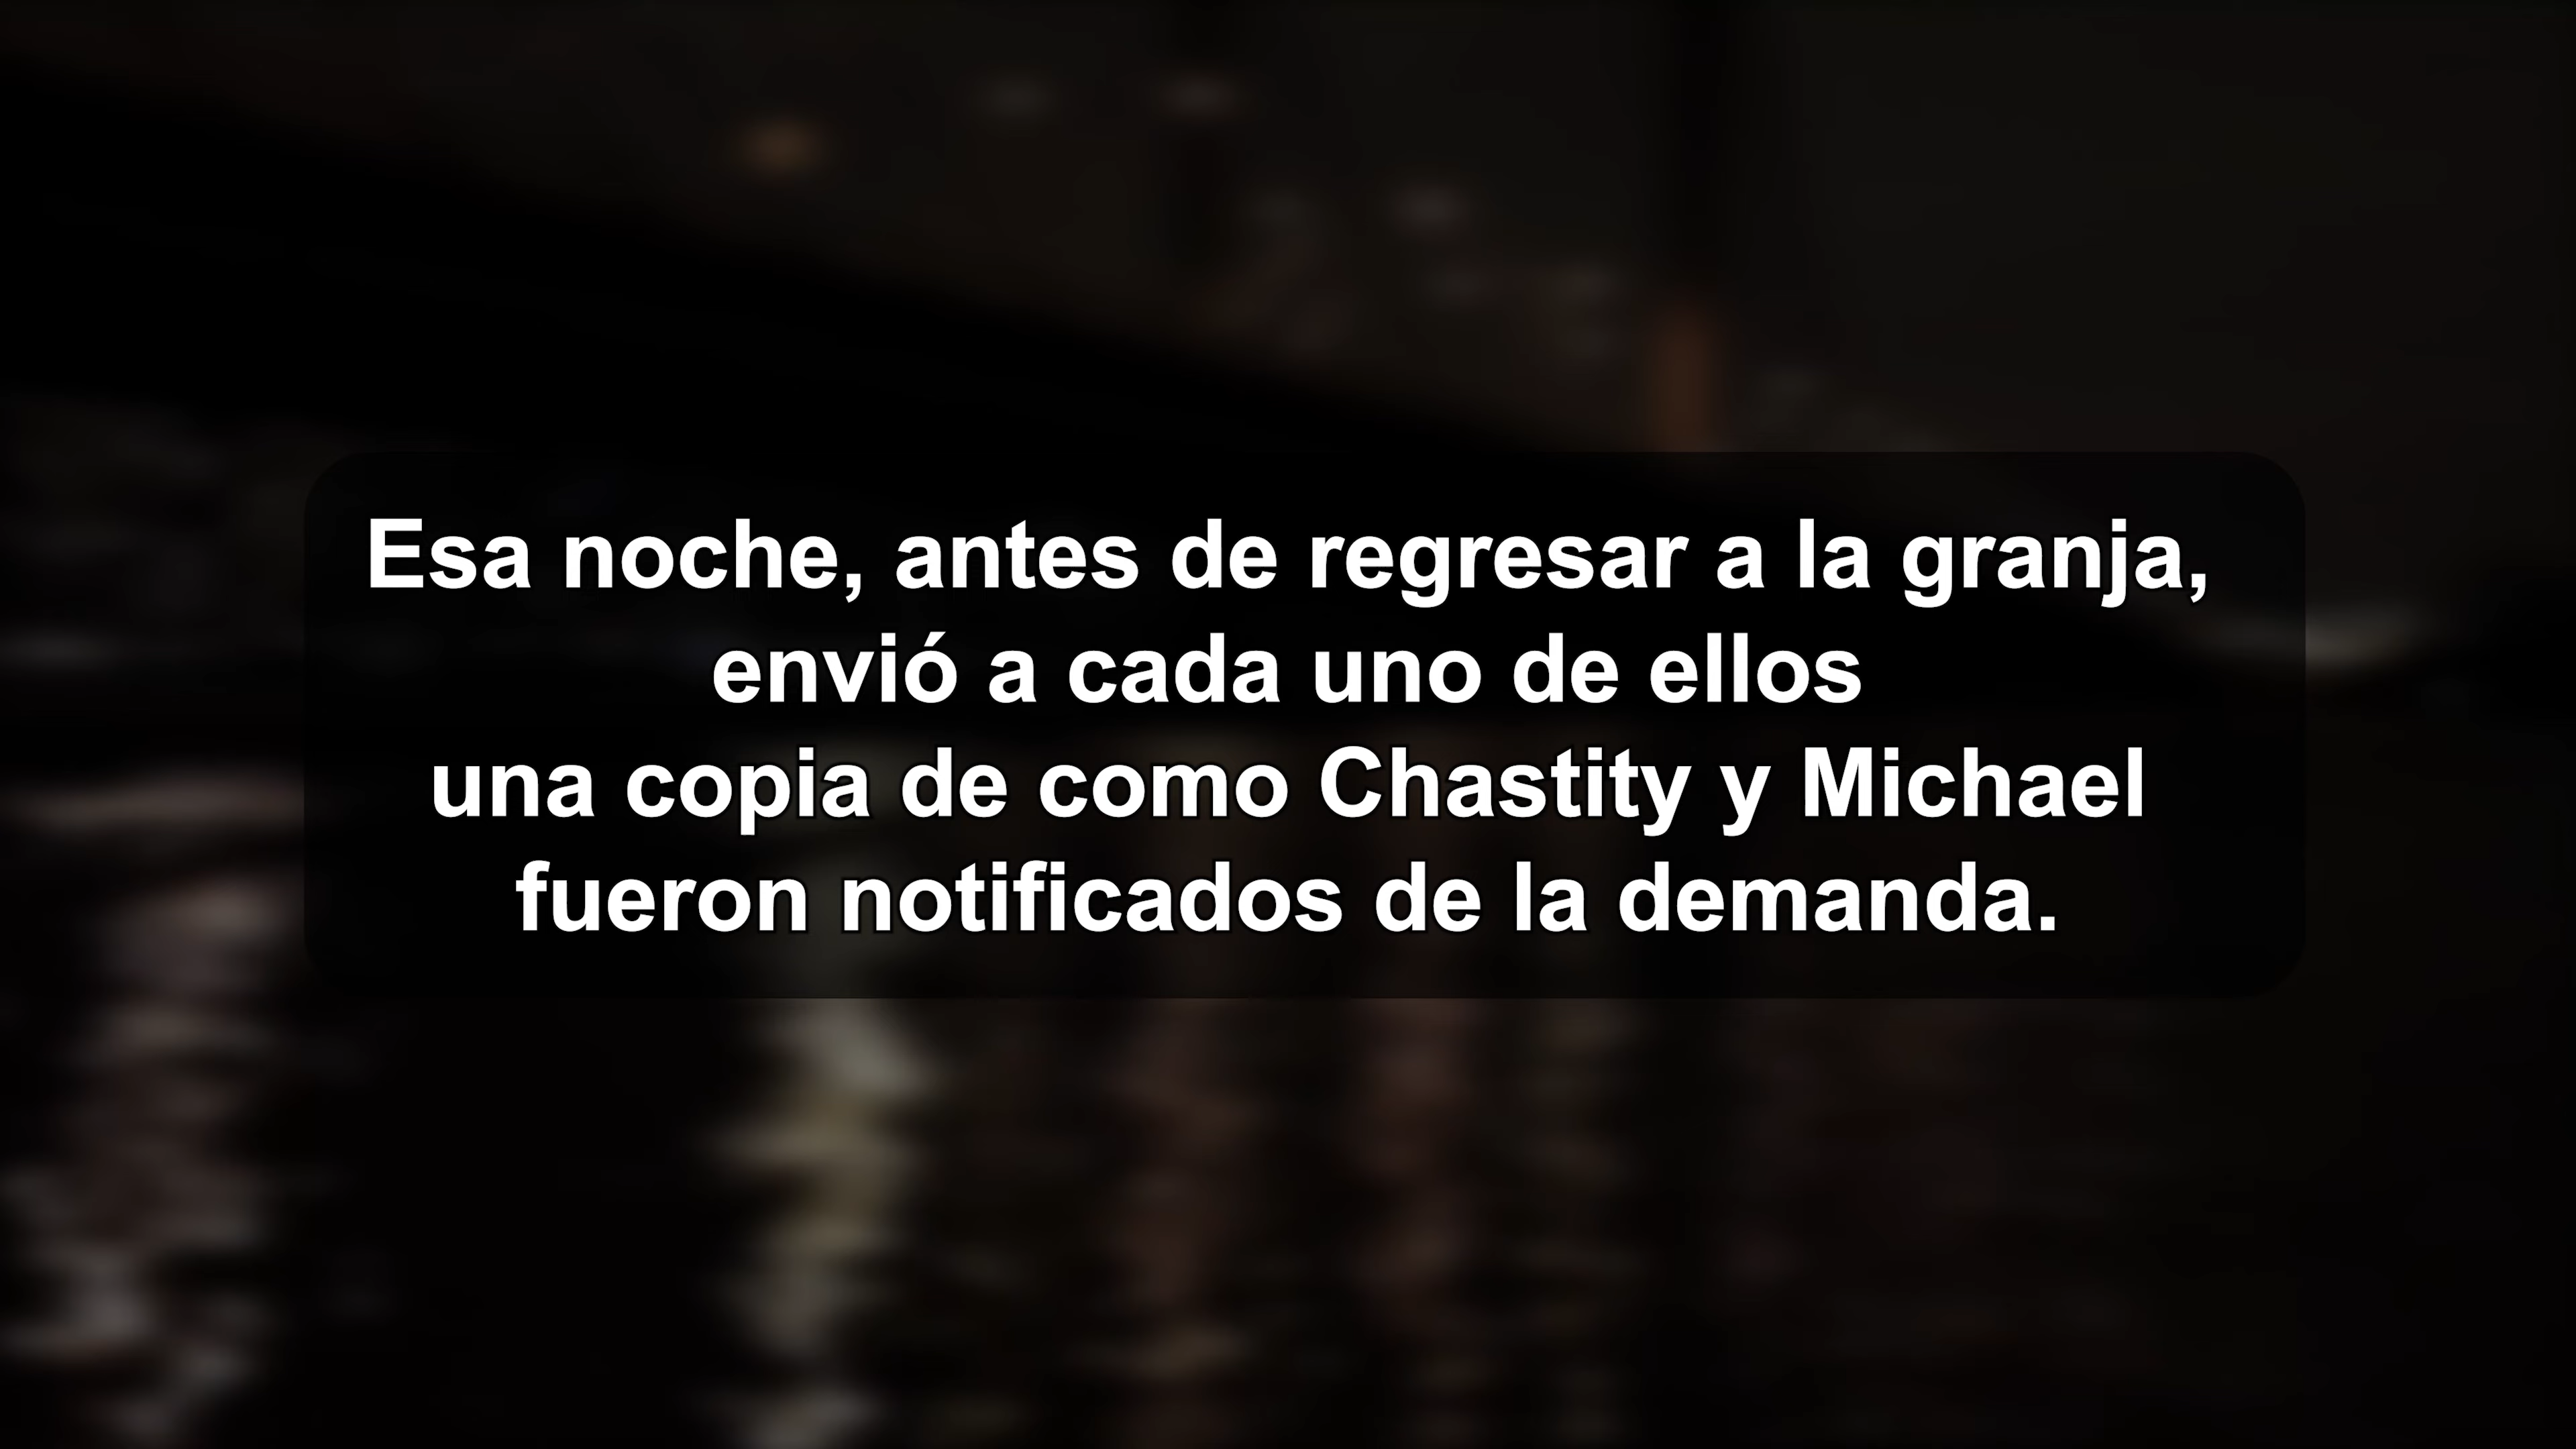 Esa noche, antes de regresar a la granja,
envió a cada uno de ellos
una copia de como Chastity y Michael
fueron notificados de la demanda.